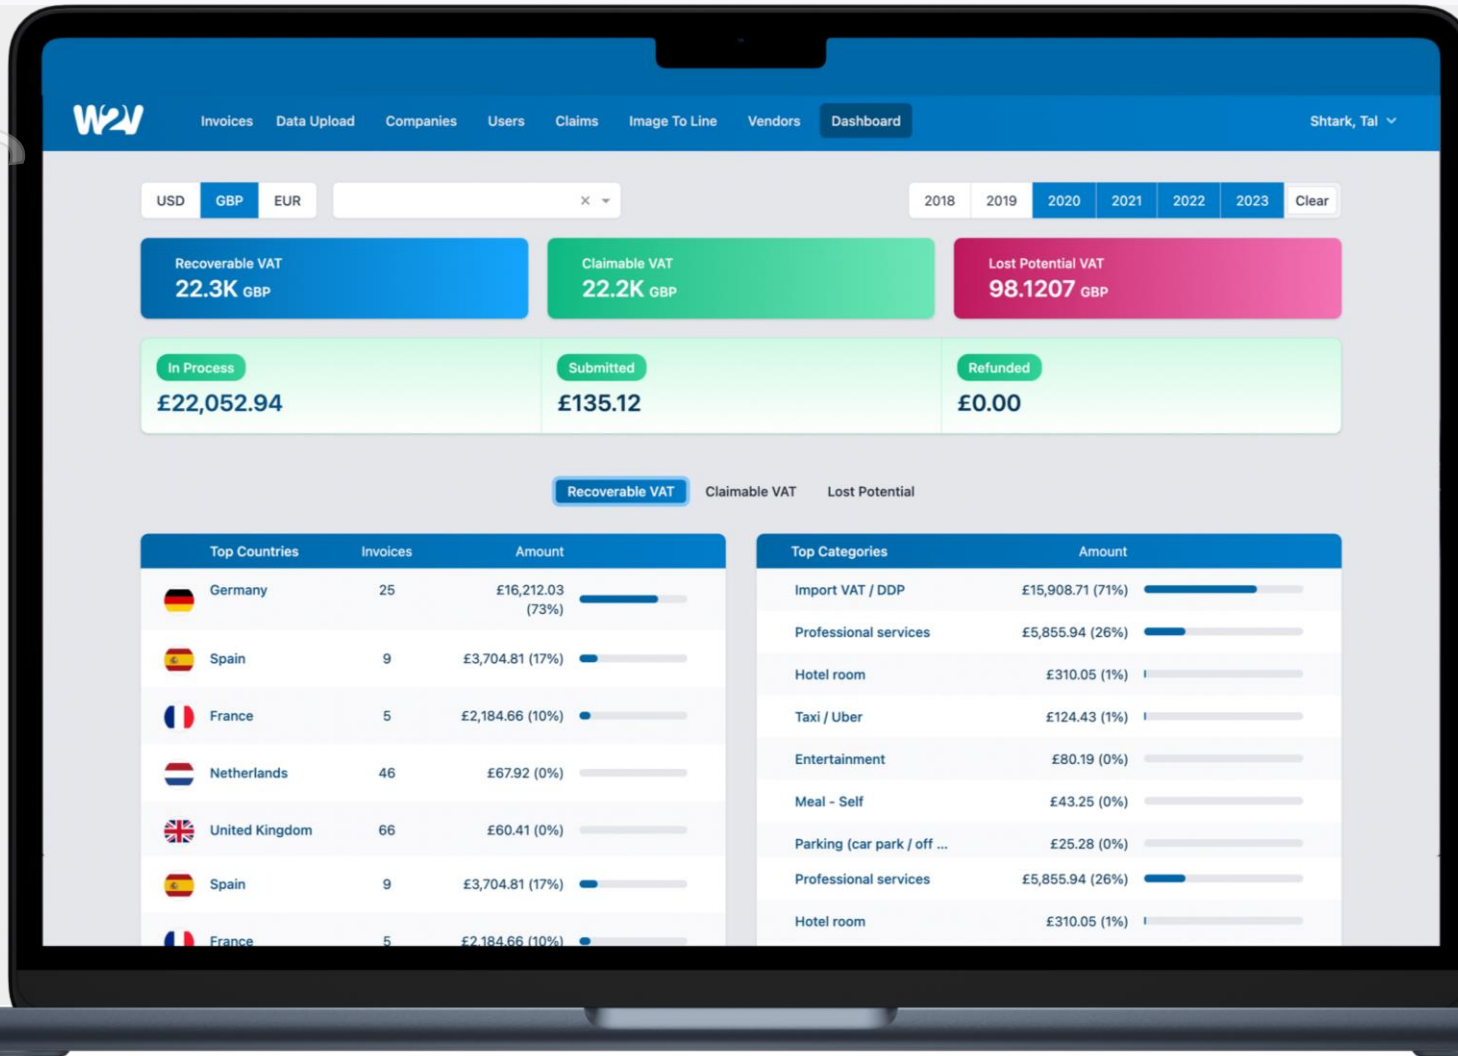 W2V Invoices Data Upload Companies Users Claims Image To Line Vendors Dashboard Shtark, Tal
USD GBP EUR 2018 2019 2020 2021 2022 2023 Clear
Recoverable VAT
22.3K GBP
Claimable VAT
22.2K GBP
Lost Potential VAT
98.1207 GBP
In Process
£22,052.94
Submitted
£135.12
Refunded
£0.00
Recoverable VAT Claimable VAT Lost Potential
Top Countries Invoices Amount
Germany 25 £16,212.03
(73%)
Spain 9 £3,704.81 (17%)
France 5 £2,184.66 (10%)
Netherlands 46 £67.92 (0%)
United Kingdom 66 £60.41 (0%)
Spain 9 £3,704.81 (17%)
France 5 £2,184.66 (10%)
Top Categories Amount
Import VAT / DDP £15,908.71 (71%)
Professional services £5,855.94 (26%)
Hotel room £310.05 (1%)
Taxi / Uber £124.43 (1%)
Entertainment £80.19 (0%)
Meal - Self £43.25 (0%)
Parking (car park / off ... £25.28 (0%)
Professional services £5,855.94 (26%)
Hotel room £310.05 (1%)